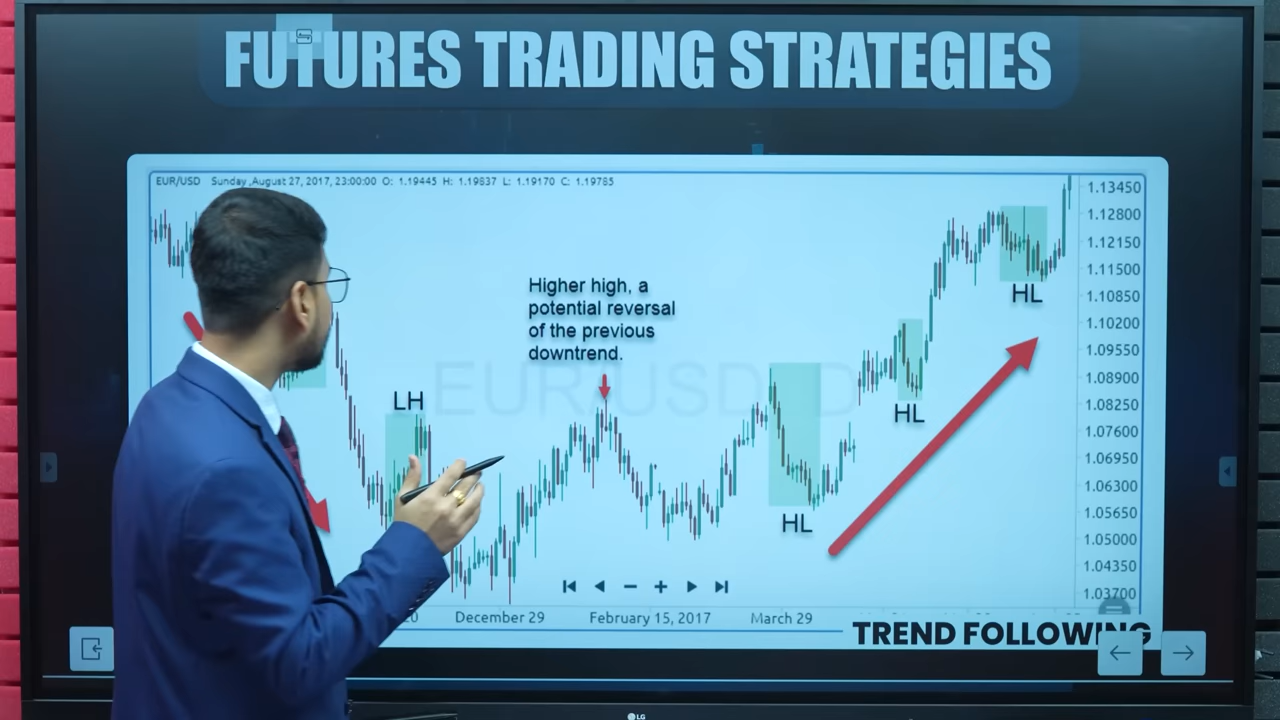 FUTURES TRADING STRATEGIES
EUR/USD Sunday ,August 27, 2017, 23:00:00 O: 1.19445 H: 1.19837 L: 1.19170 C: 1.19785
1.13450
1.12800
1.12150
1.11500
HL
1.10850
Higher high, a
potential reversal
of the previous
downtrend.
1.10200
1.09550
1.08900
EUR/USD
LH
HL
1.08250
1.07600
1.06950
1.06300
HL
1.05650
1.05000
1.04350
1.03700
December 29
February 15, 2017
March 29
TREND FOLLOWING
LG